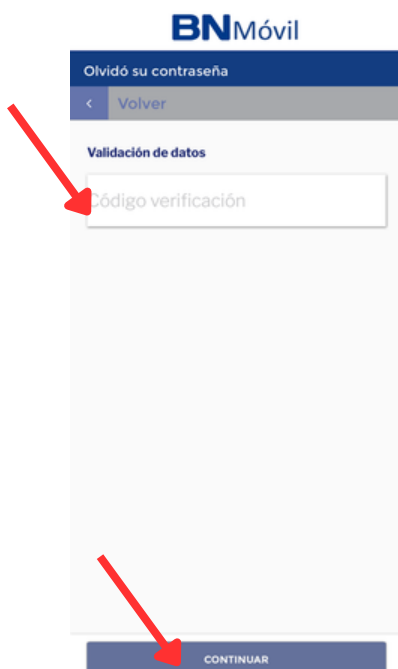 BNMóvil
Olvidó su contraseña
< Volver
Validación de datos
Código verificación
CONTINUAR